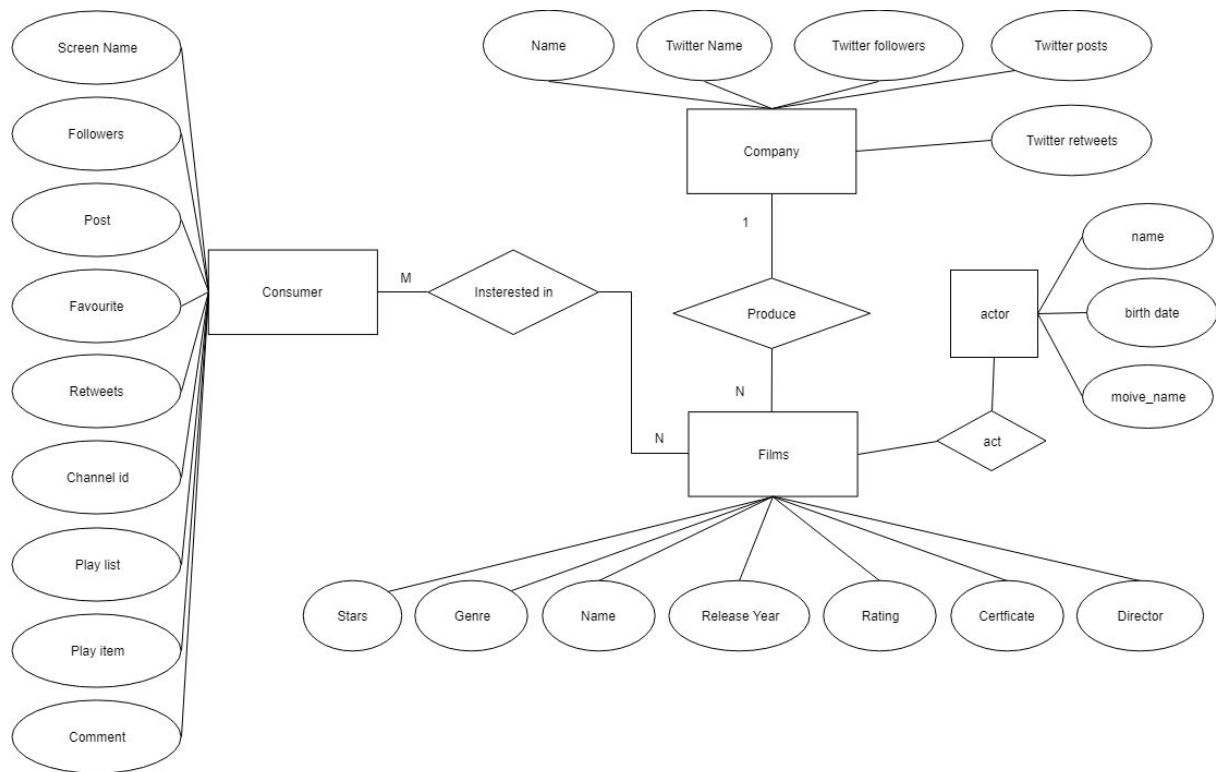 Screen Name
Followers
Post
Favourite
Retweets
Channel id
Play list
Play item
Comment
Consumer
M
Insterested in
N
Name
Twitter Name
Twitter followers
Twitter posts
Twitter retweets
Company
1
Produce
N
Films
act
actor
name
birth date
moive_name
Stars
Genre
Name
Release Year
Rating
Certficate
Director